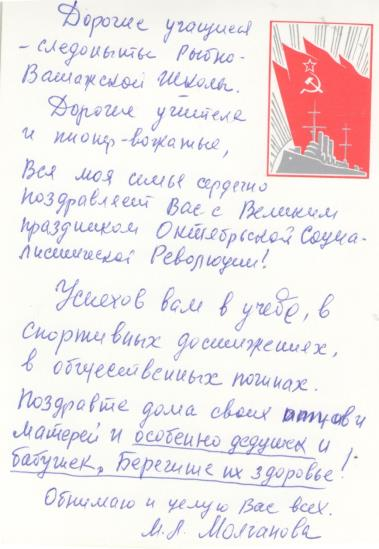 Дорогие учащиеся
-следопыты Рыбно-
Ваташской школы.
Дорогие учителя
и пионер-вожатые,
Вся моя семья сердечно
поздравляет Вас с Великим
праздником Октябрьской Социа-
листической Революции!
Успехов вам в учебе, в
спортивных достижениях,
в общественных починах.
Поздравте дома своих отцов и
матерей и особенно дедушек и
бабушек, Берегите их здоровье!
Обнимаю и целую Вас всех.
М.Л. Молчанова